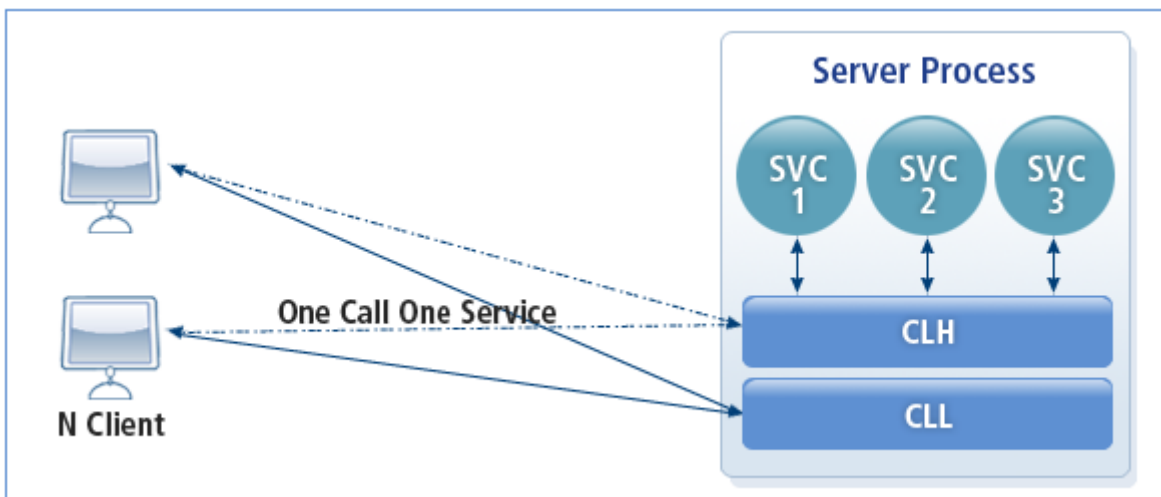 Server Process
SVC
1
SVC
2
SVC
3
One Call One Service
CLH
CLL
N Client